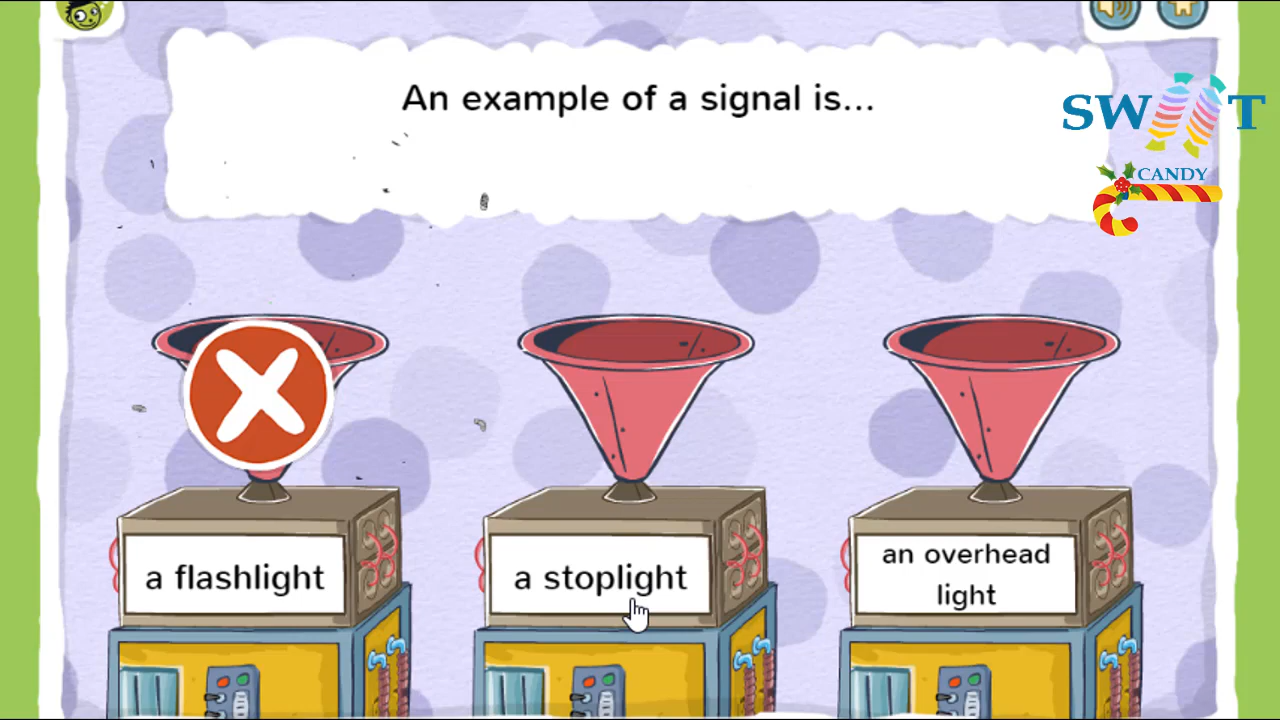 An example of a signal is...
SWEET
CANDY
a flashlight
a stoplight
an overhead
light